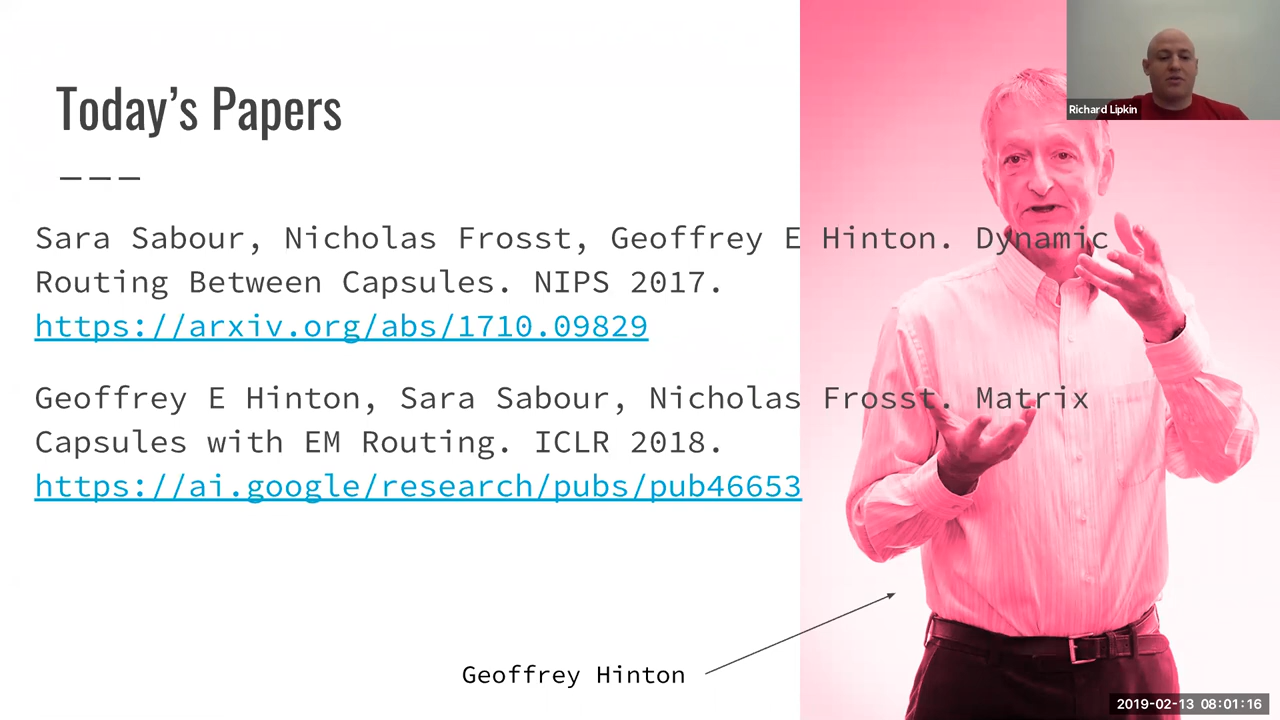 Today’s Papers
Sara Sabour, Nicholas Frosst, Geoffrey E Hinton. Dynamic
Routing Between Capsules. NIPS 2017.
https://arxiv.org/abs/1710.09829
Geoffrey E Hinton, Sara Sabour, Nicholas Frosst. Matrix
Capsules with EM Routing. ICLR 2018.
https://ai.google/research/pubs/pub46653
Geoffrey Hinton
Richard Lipkin
2019-02-13 08:01:16